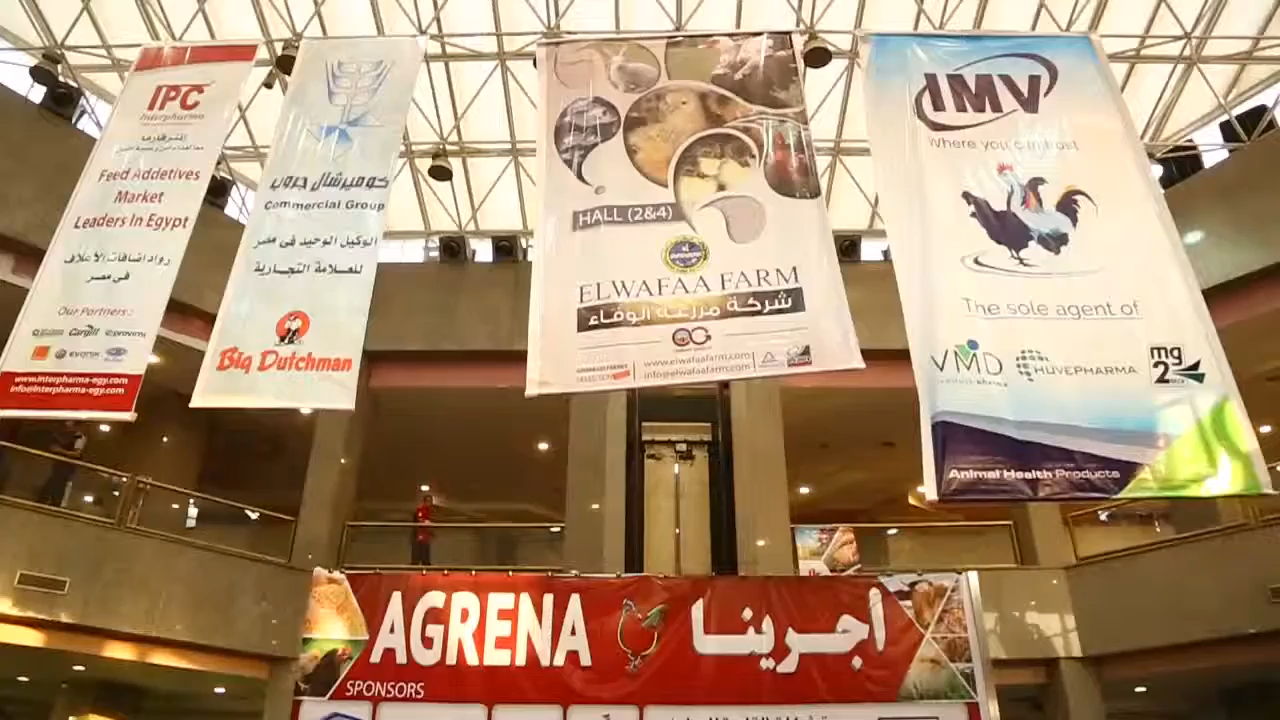 IPC
Interpharma
Feed Addetives
Market
Leaders In Egypt
رواد اضافات الأعلاف
فى مصر
Our Partners:
Cargill
EVONIK
www.interpharma-egy.com
info@interpharma-egy.com
كوميرشال جروب
Commercial Group
الوكيل الوحيد فى مصر
للعلامة التجارية
Big Dutchman
HALL (2&4)
ELWAFAA FARM
شركة مزرعة الوفاء
www.elwafaafarm.com
info@elwafaafarm.com
IMV
Where you can trust
The sole agent of
VMD
HUVEPHARMA
mg
2
Animal Health Products
AGRENA
أجرينا
SPONSORS